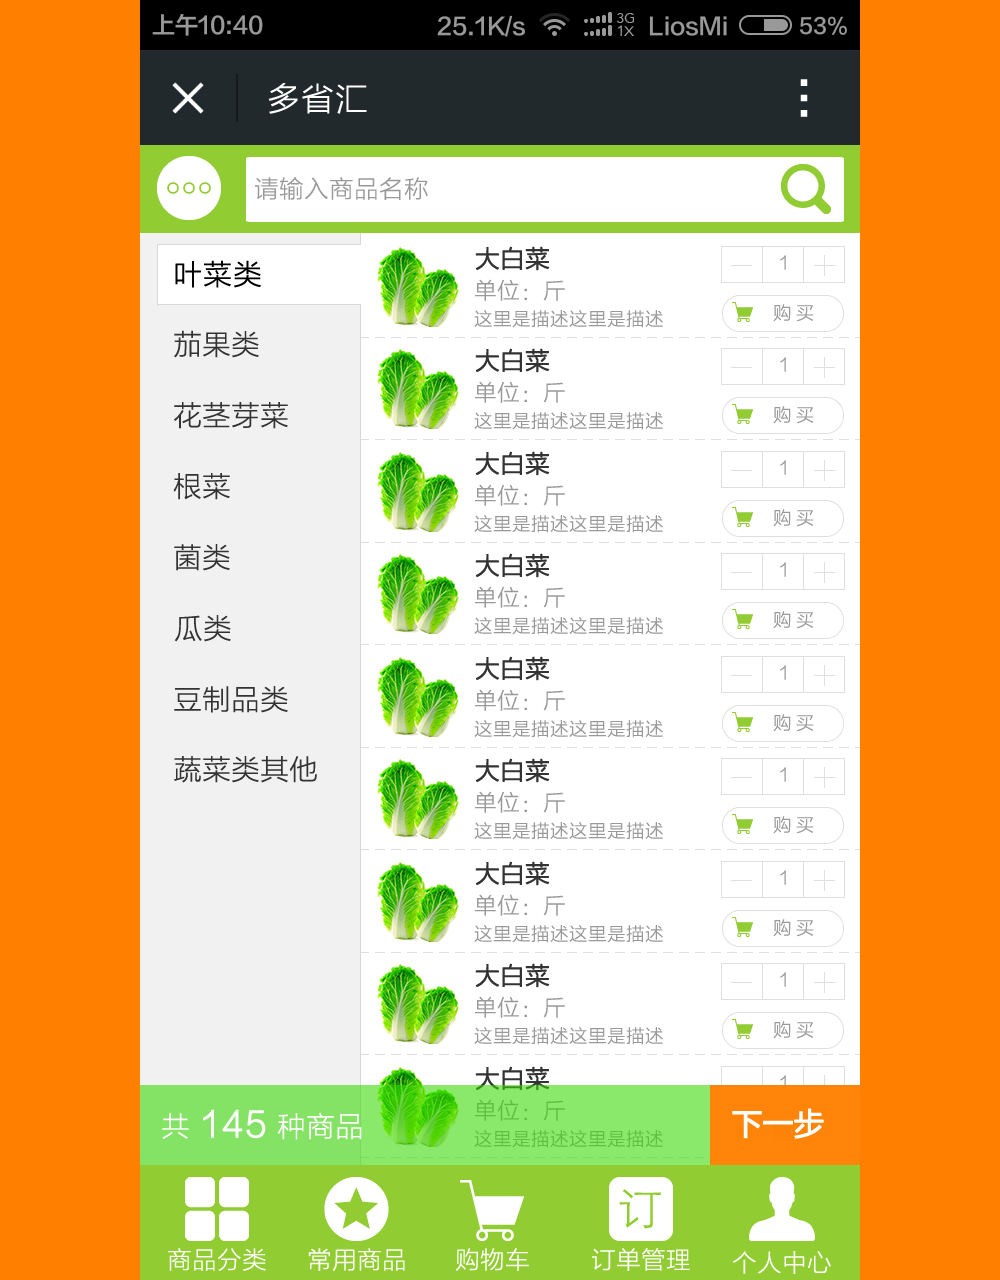 上午10:40 25.1K/s 3G 1X LiosMi 53%
多省汇
请输入商品名称
叶菜类
茄果类
花茎芽菜
根菜
菌类
瓜类
豆制品类
蔬菜类其他
大白菜 1
单位：斤
这里是描述这里是描述 购买
大白菜 1
单位：斤
这里是描述这里是描述 购买
大白菜 1
单位：斤
这里是描述这里是描述 购买
大白菜 1
单位：斤
这里是描述这里是描述 购买
大白菜 1
单位：斤
这里是描述这里是描述 购买
大白菜 1
单位：斤
这里是描述这里是描述 购买
大白菜 1
单位：斤
这里是描述这里是描述 购买
大白菜 1
单位：斤
这里是描述这里是描述 购买
大白菜 1
单位：斤
这里是描述这里是描述
共 145 种商品 下一步
订
商品分类 常用商品 购物车 订单管理 个人中心